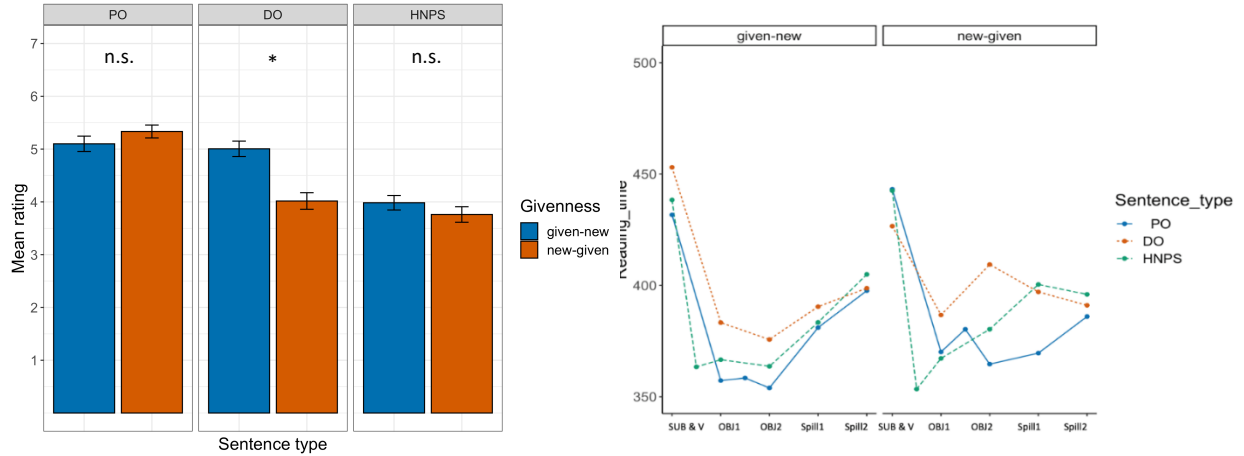 PO DO HNPS
n.s. * n.s.
7
6
5
4
3
2
1
Mean rating
Sentence type
Givenness
given-new
new-given
given-new new-given
500
450
400
350
Reading_time
SUB & V OBJ1 OBJ2 Spill1 Spill2
SUB & V OBJ1 OBJ2 Spill1 Spill2
Sentence_type
PO
DO
HNPS